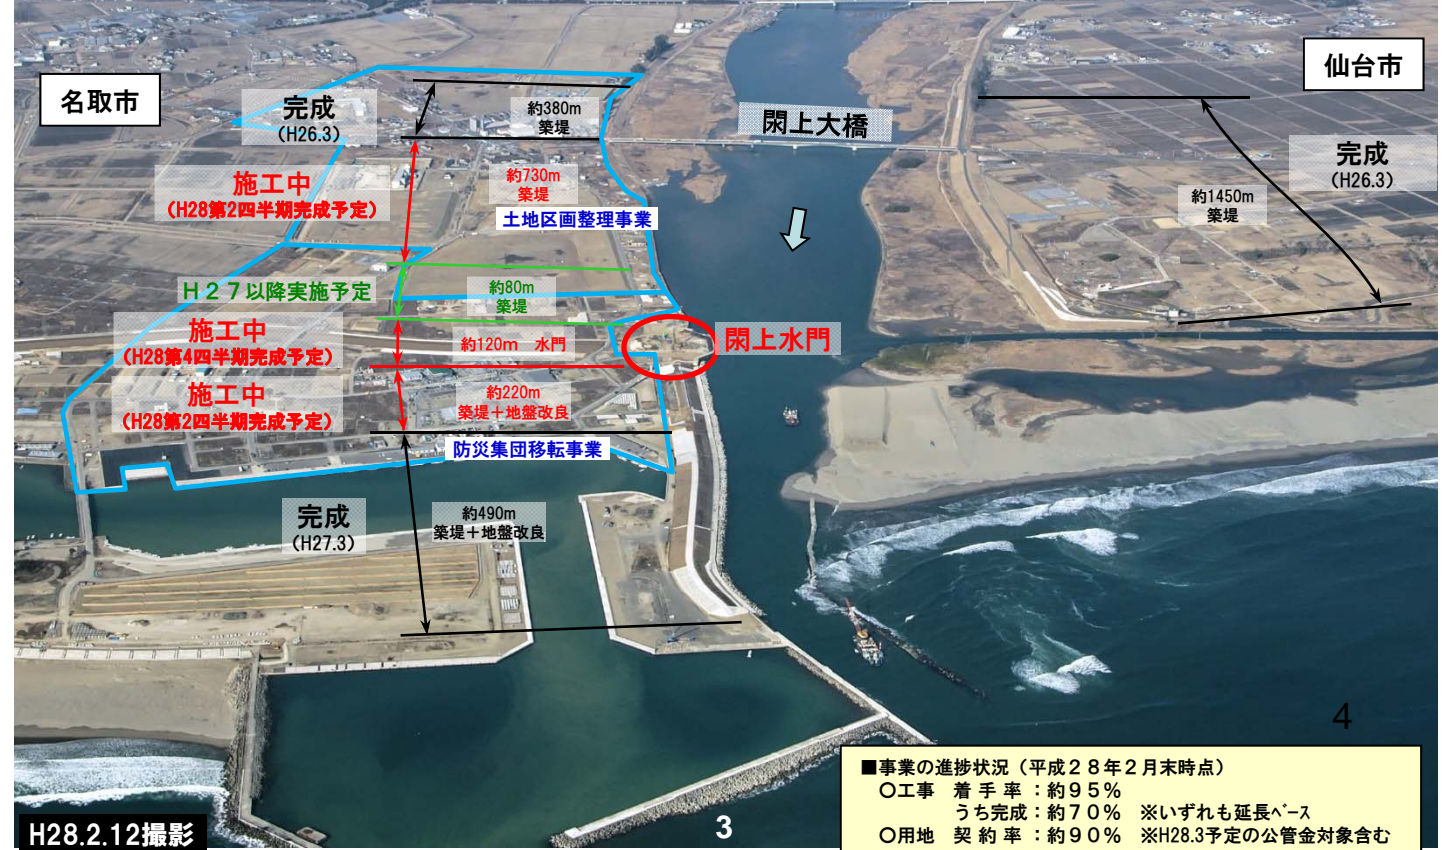 名取市
仙台市
完成
（H26.3）
約380m
築堤
閖上大橋
完成
（H26.3）
施工中
（H28第2四半期完成予定）
約730m
築堤
約1450m
築堤
土地区画整理事業
Ｈ２７以降実施予定
約80m
築堤
施工中
（H28第4四半期完成予定）
約120m　水門
閖上水門
施工中
（H28第2四半期完成予定）
約220m
築堤＋地盤改良
防災集団移転事業
完成
（H27.3）
約490m
築堤＋地盤改良
4
■事業の進捗状況（平成２８年２月末時点）
○工事　着 手 率 ：約９５％
うち完成：約７０％　※いずれも延長ﾍﾞｰｽ
○用地　契 約 率 ：約９０％　※H28.3予定の公管金対象含む
3
H28.2.12撮影